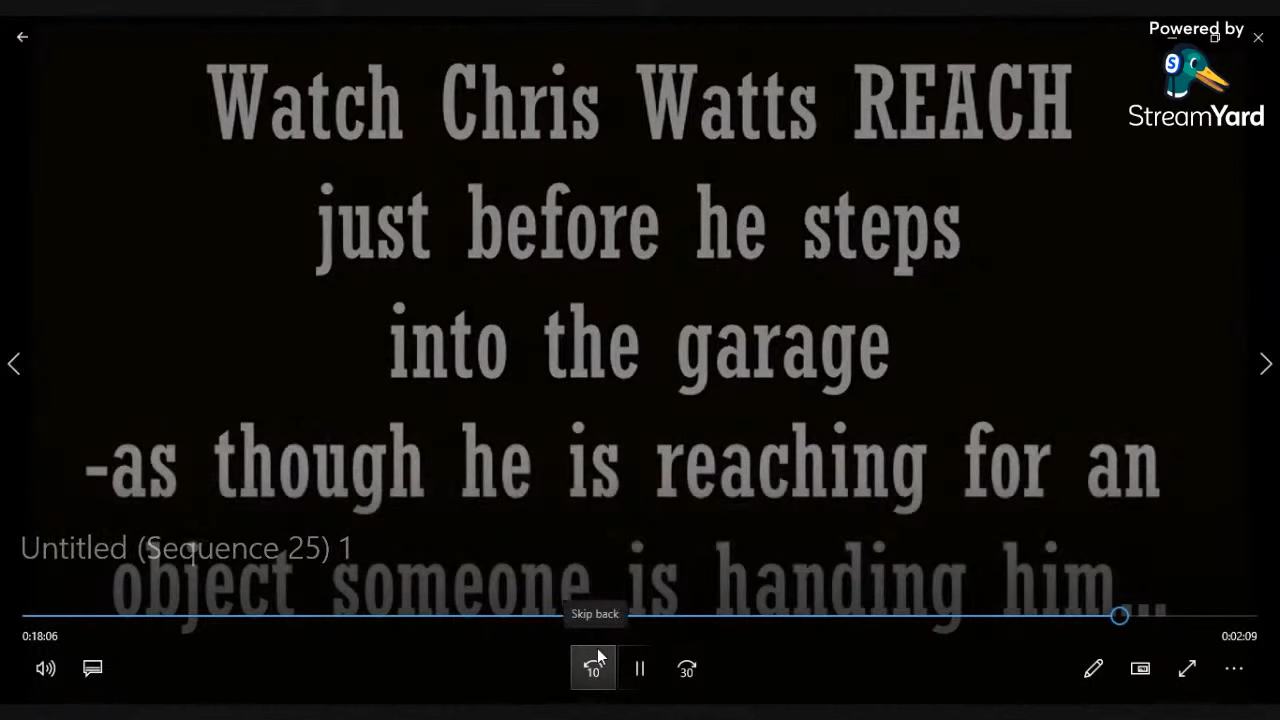 Powered by
StreamYard
Watch Chris Watts REACH
just before he steps
into the garage
-as though he is reaching for an
Untitled (Sequence 25) 1
object someone is handing him...
Skip back
0:18:06
0:02:09
10
30